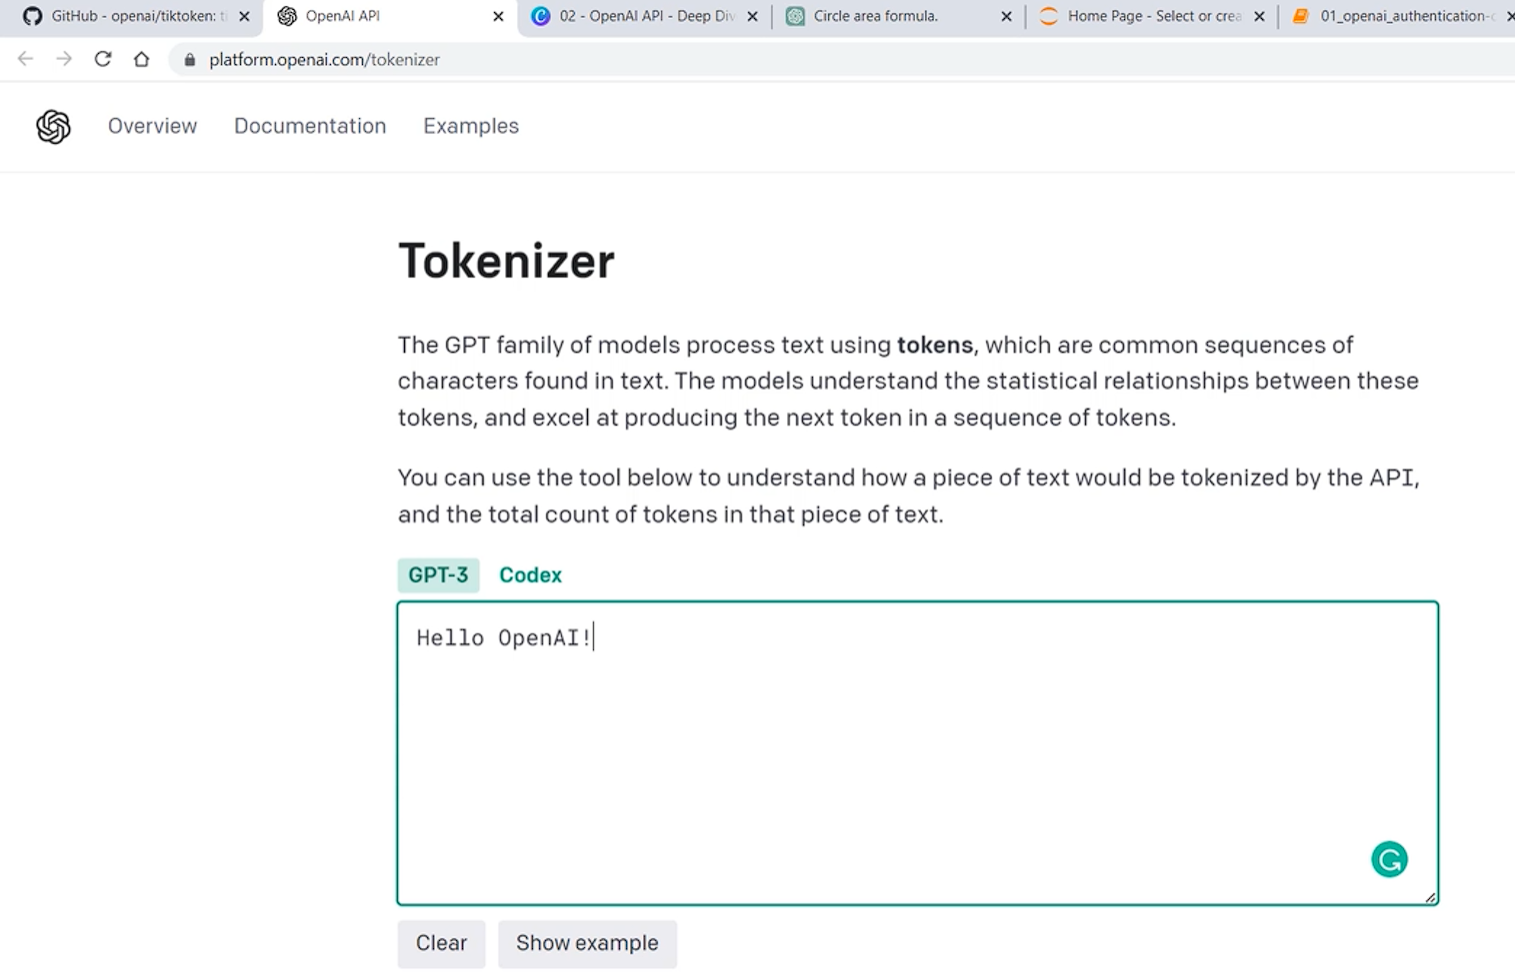 GitHub - openai/tiktoken: ti
OpenAI API
02 - OpenAI API - Deep Div
Circle area formula.
Home Page - Select or crea
01_openai_authentication-c
platform.openai.com/tokenizer
Overview Documentation Examples
Tokenizer
The GPT family of models process text using tokens, which are common sequences of
characters found in text. The models understand the statistical relationships between these
tokens, and excel at producing the next token in a sequence of tokens.
You can use the tool below to understand how a piece of text would be tokenized by the API,
and the total count of tokens in that piece of text.
GPT-3 Codex
Hello OpenAI!
Clear Show example